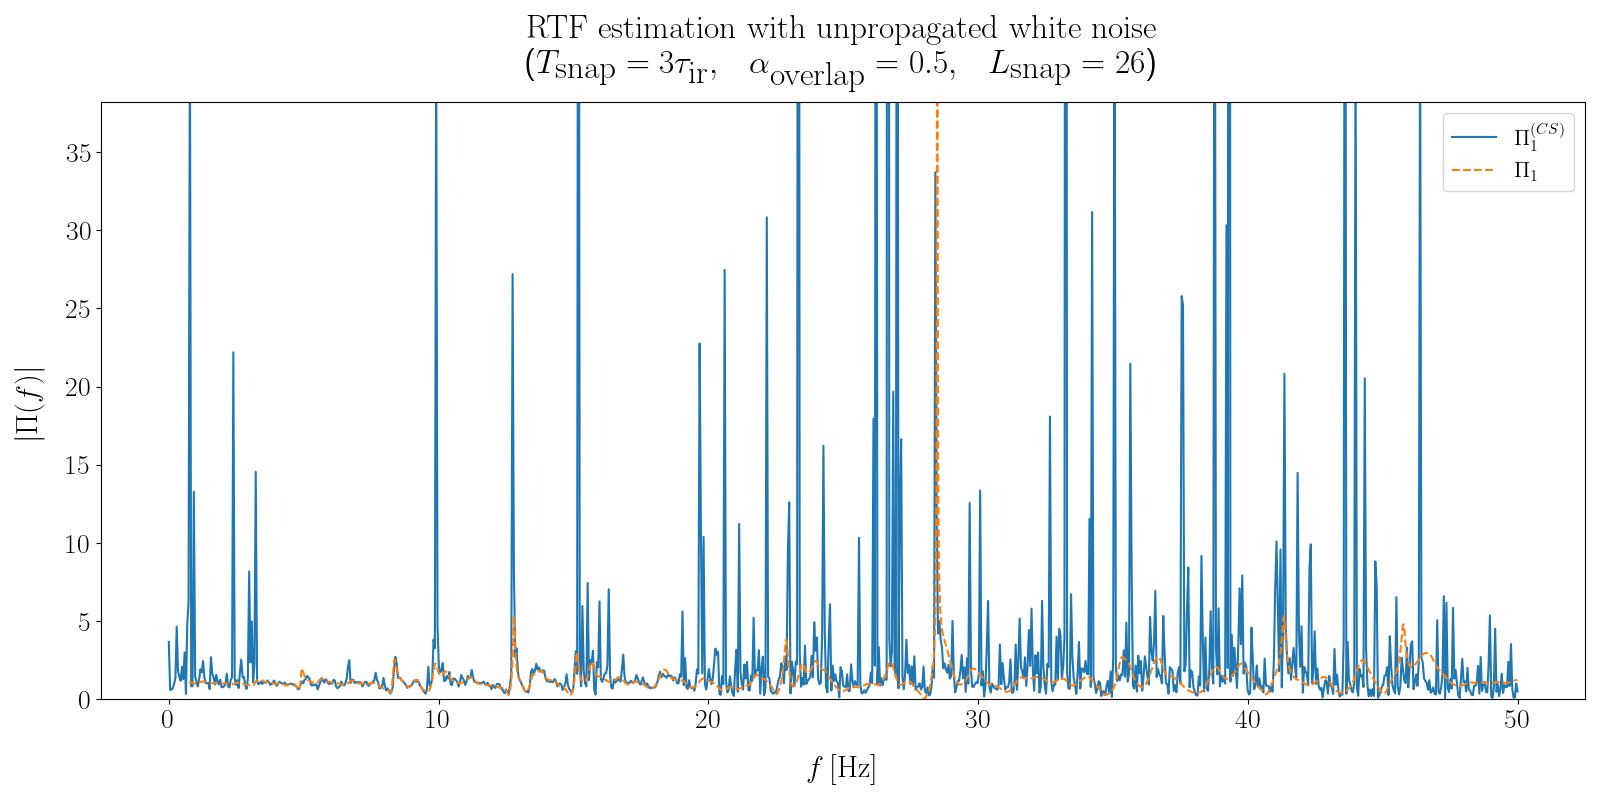 RTF estimation with unpropagated white noise
(T_snap = 3τ_ir, α_overlap = 0.5, L_snap = 26)
35
30
25
20
15
10
5
0
|Π(f)|
Π_1^(CS)
Π_1
0 10 20 30 40 50
f [Hz]